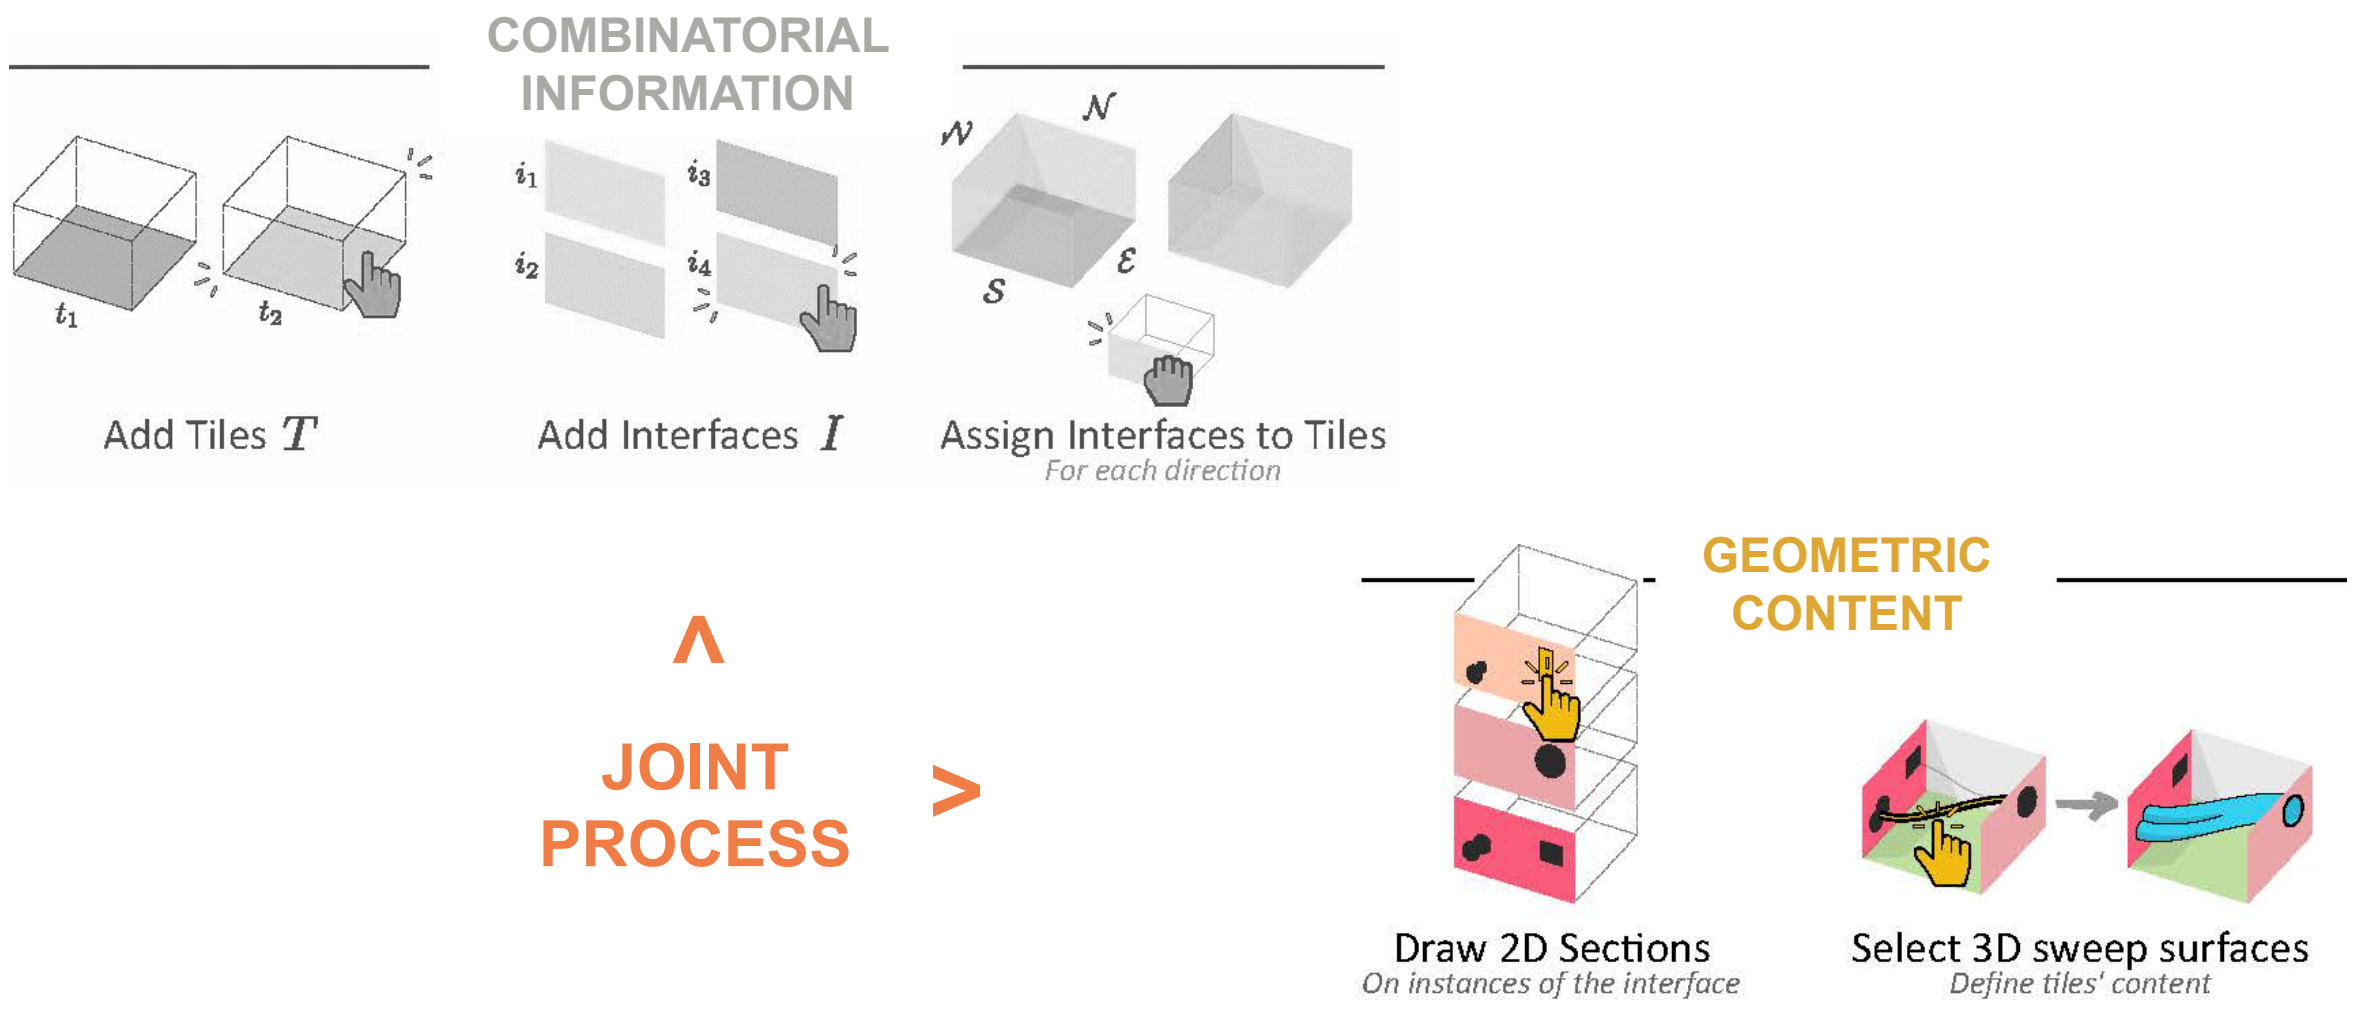 COMBINATORIAL
INFORMATION
t₁
t₂
Add Tiles T
i₁
i₂
i₃
i₄
Add Interfaces I
𝒲
𝒩
ℰ
𝒮
Assign Interfaces to Tiles
For each direction
^
JOINT
PROCESS
>
GEOMETRIC
CONTENT
Draw 2D Sections
On instances of the interface
Select 3D sweep surfaces
Define tiles' content